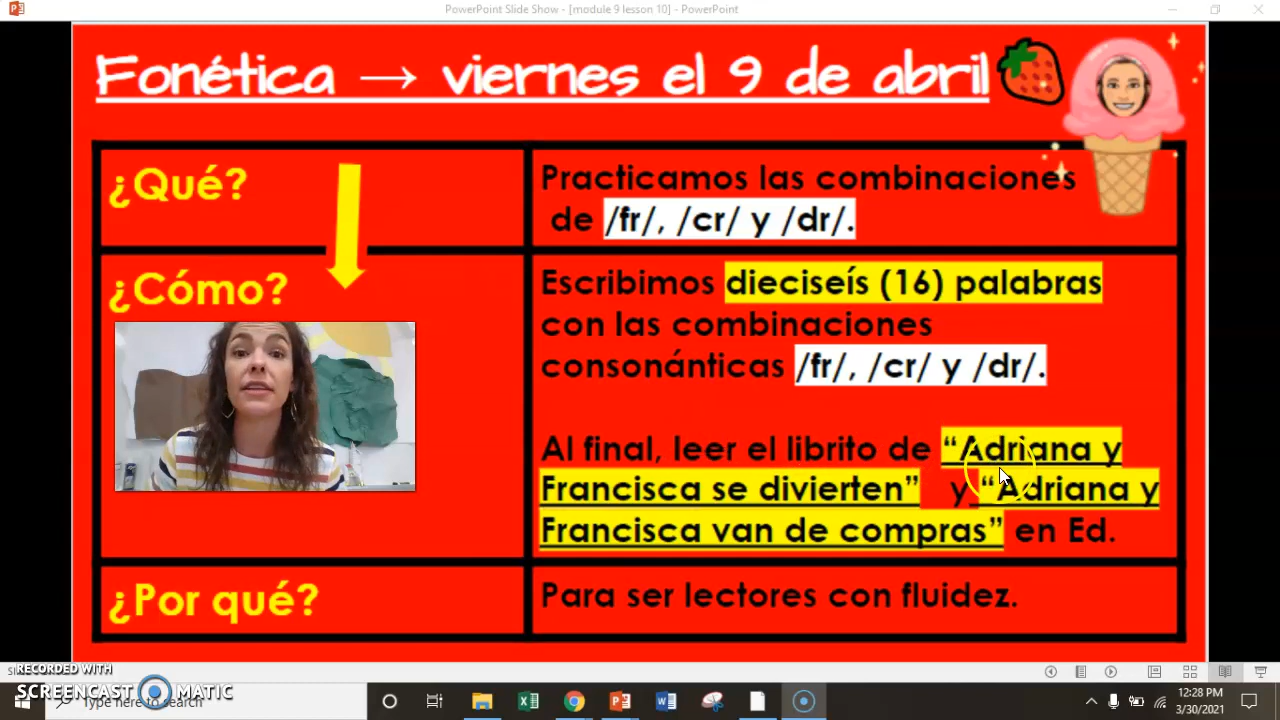 PowerPoint Slide Show - [module 9 lesson 10] - PowerPoint
Fonética → viernes el 9 de abril
¿Qué?
Practicamos las combinaciones
de /fr/, /cr/ y /dr/.
¿Cómo?
Escribimos dieciseís (16) palabras
con las combinaciones
consonánticas /fr/, /cr/ y /dr/.
Al final, leer el librito de “Adriana y
Francisca se divierten” y “Adriana y
Francisca van de compras” en Ed.
¿Por qué?
Para ser lectores con fluidez.
RECORDED WITH
SCREENCAST MATIC
Type here to search
12:28 PM
3/30/2021